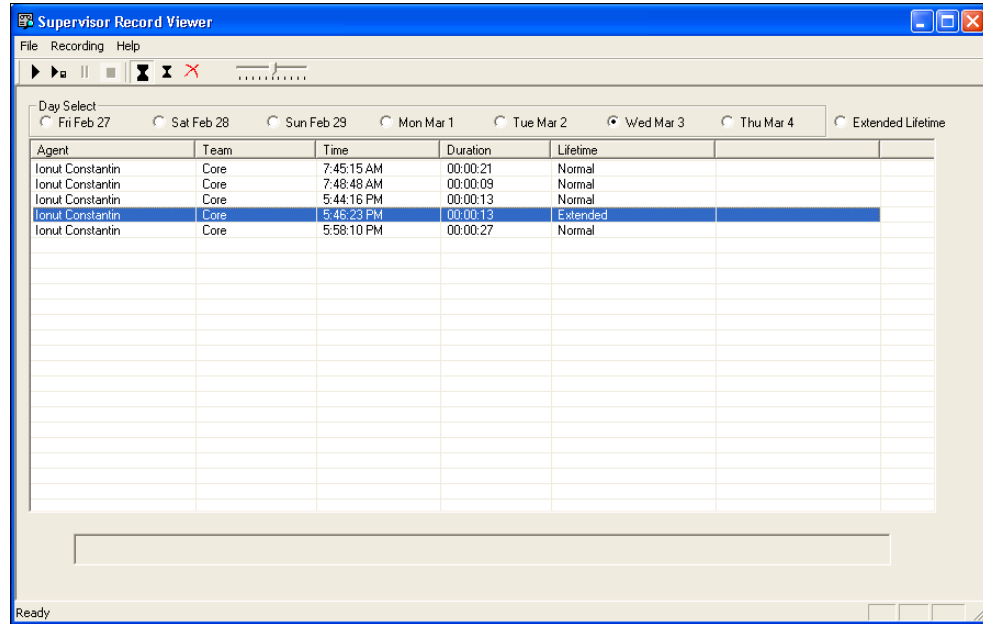 Supervisor Record Viewer
File Recording Help
Day Select
Fri Feb 27 Sat Feb 28 Sun Feb 29 Mon Mar 1 Tue Mar 2 Wed Mar 3 Thu Mar 4 Extended Lifetime
Agent Team Time Duration Lifetime
Ionut Constantin Core 7:45:15 AM 00:00:21 Normal
Ionut Constantin Core 7:48:48 AM 00:00:09 Normal
Ionut Constantin Core 5:44:16 PM 00:00:13 Normal
Ionut Constantin Core 5:46:23 PM 00:00:13 Extended
Ionut Constantin Core 5:58:10 PM 00:00:27 Normal
Ready